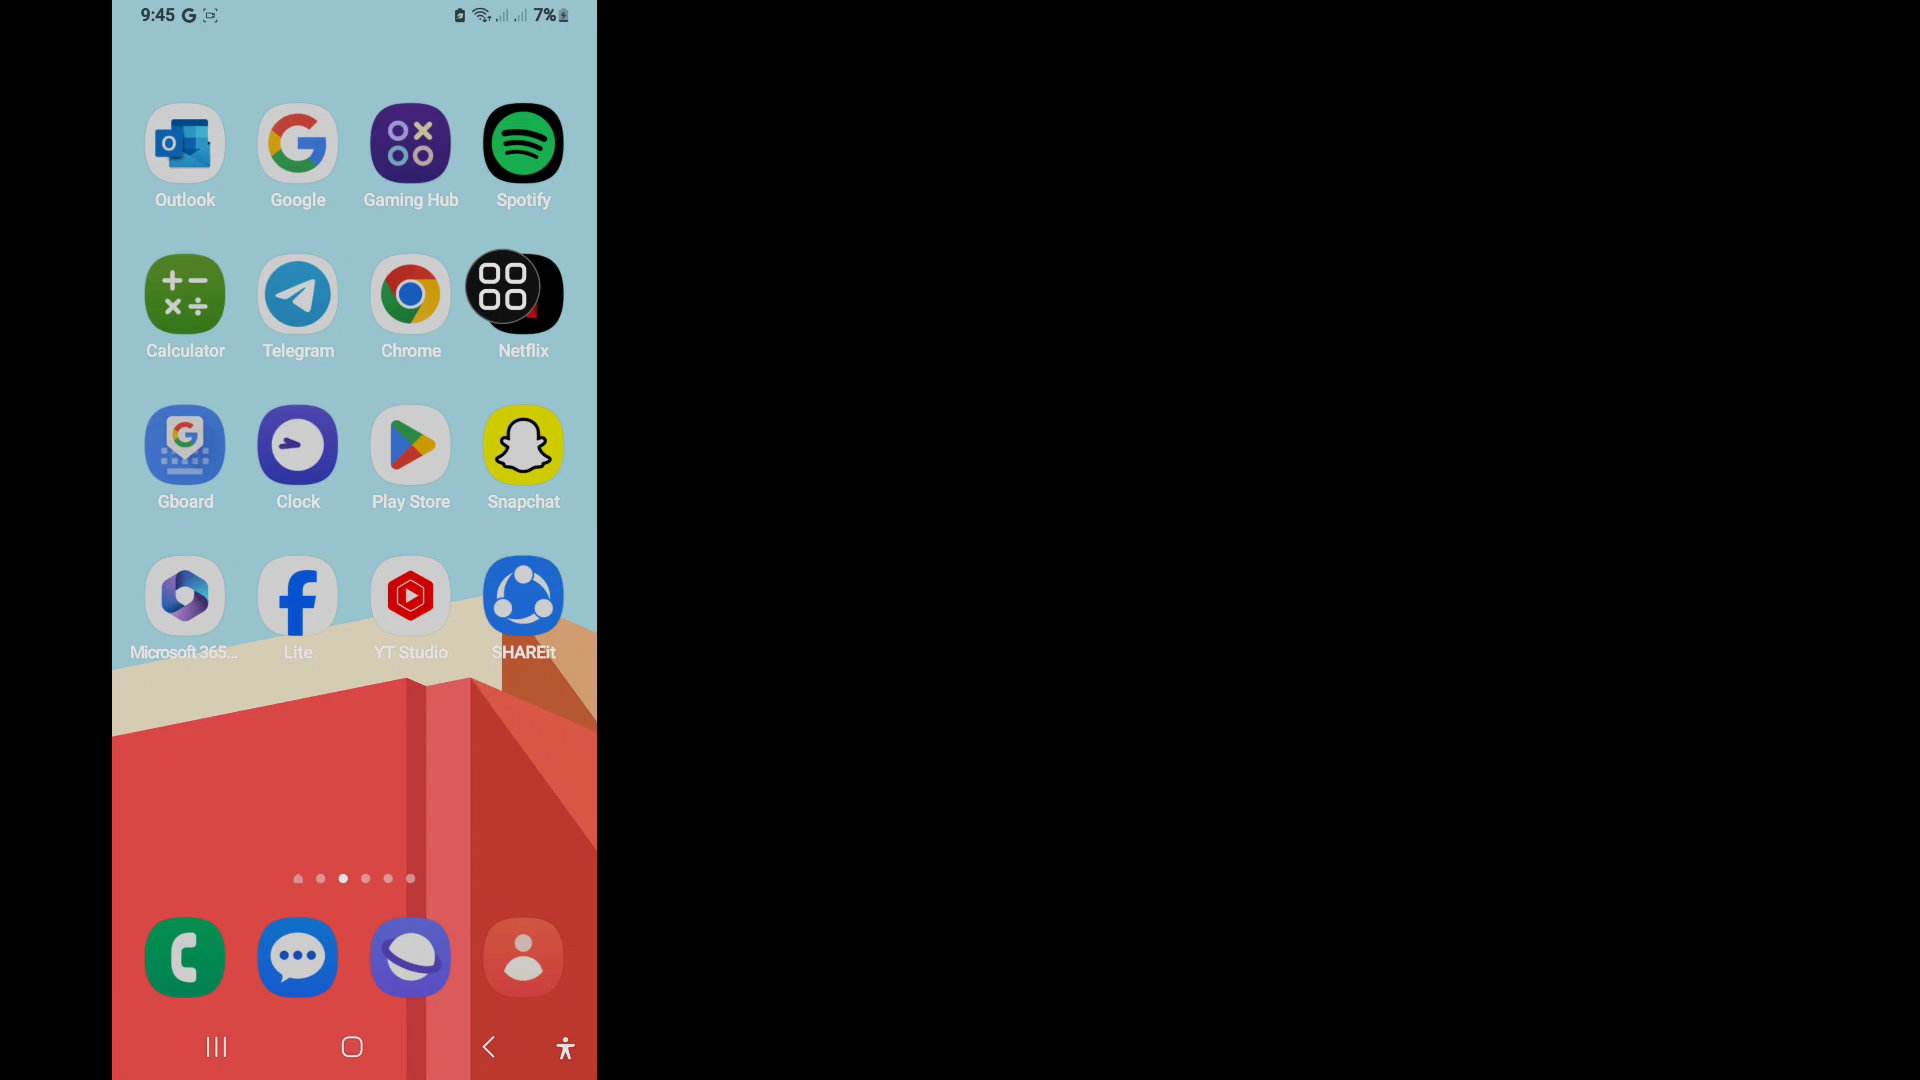 9:45 7%
Outlook Google Gaming Hub Spotify
Calculator Telegram Chrome Netflix
Gboard Clock Play Store Snapchat
Microsoft 365... Lite YT Studio SHAREit